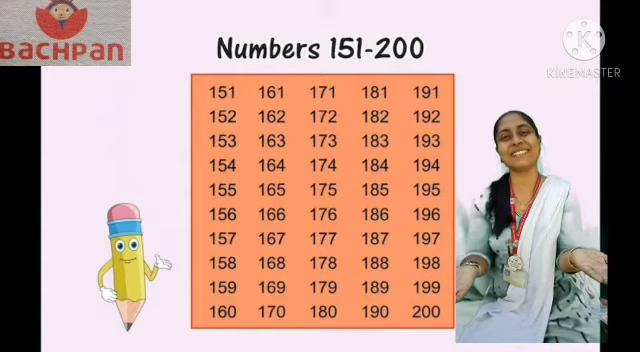 BACHPAN
KINEMASTER
Numbers 151-200
151 161 171 181 191
152 162 172 182 192
153 163 173 183 193
154 164 174 184 194
155 165 175 185 195
156 166 176 186 196
157 167 177 187 197
158 168 178 188 198
159 169 179 189 199
160 170 180 190 200